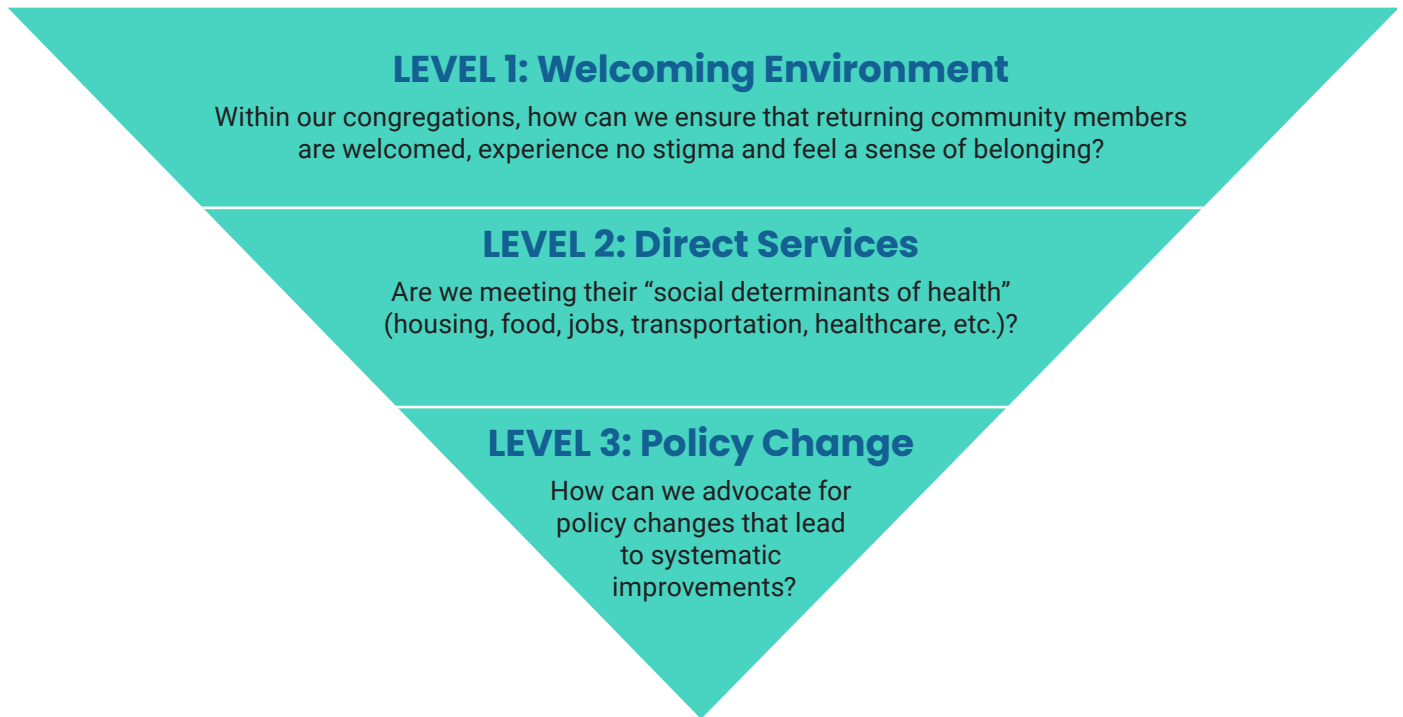 LEVEL 1: Welcoming Environment
Within our congregations, how can we ensure that returning community members
are welcomed, experience no stigma and feel a sense of belonging?
LEVEL 2: Direct Services
Are we meeting their “social determinants of health”
(housing, food, jobs, transportation, healthcare, etc.)?
LEVEL 3: Policy Change
How can we advocate for
policy changes that lead
to systematic
improvements?